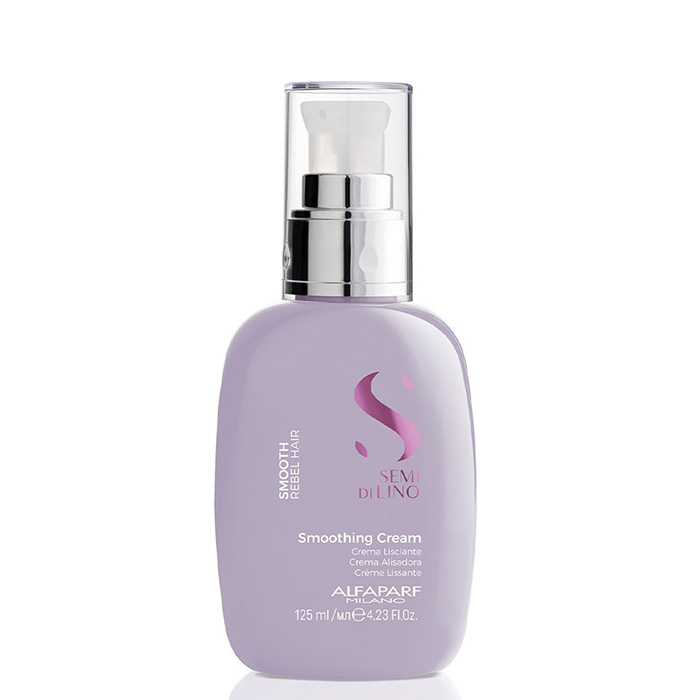 SMOOTH
REBEL HAIR
SEMI
DI LINO
Smoothing Cream
Crema Lisciante
Crema Alisadora
Crème Lissante
ALFAPARF
MILANO
125 ml /мл℮4.23 Fl.Oz.